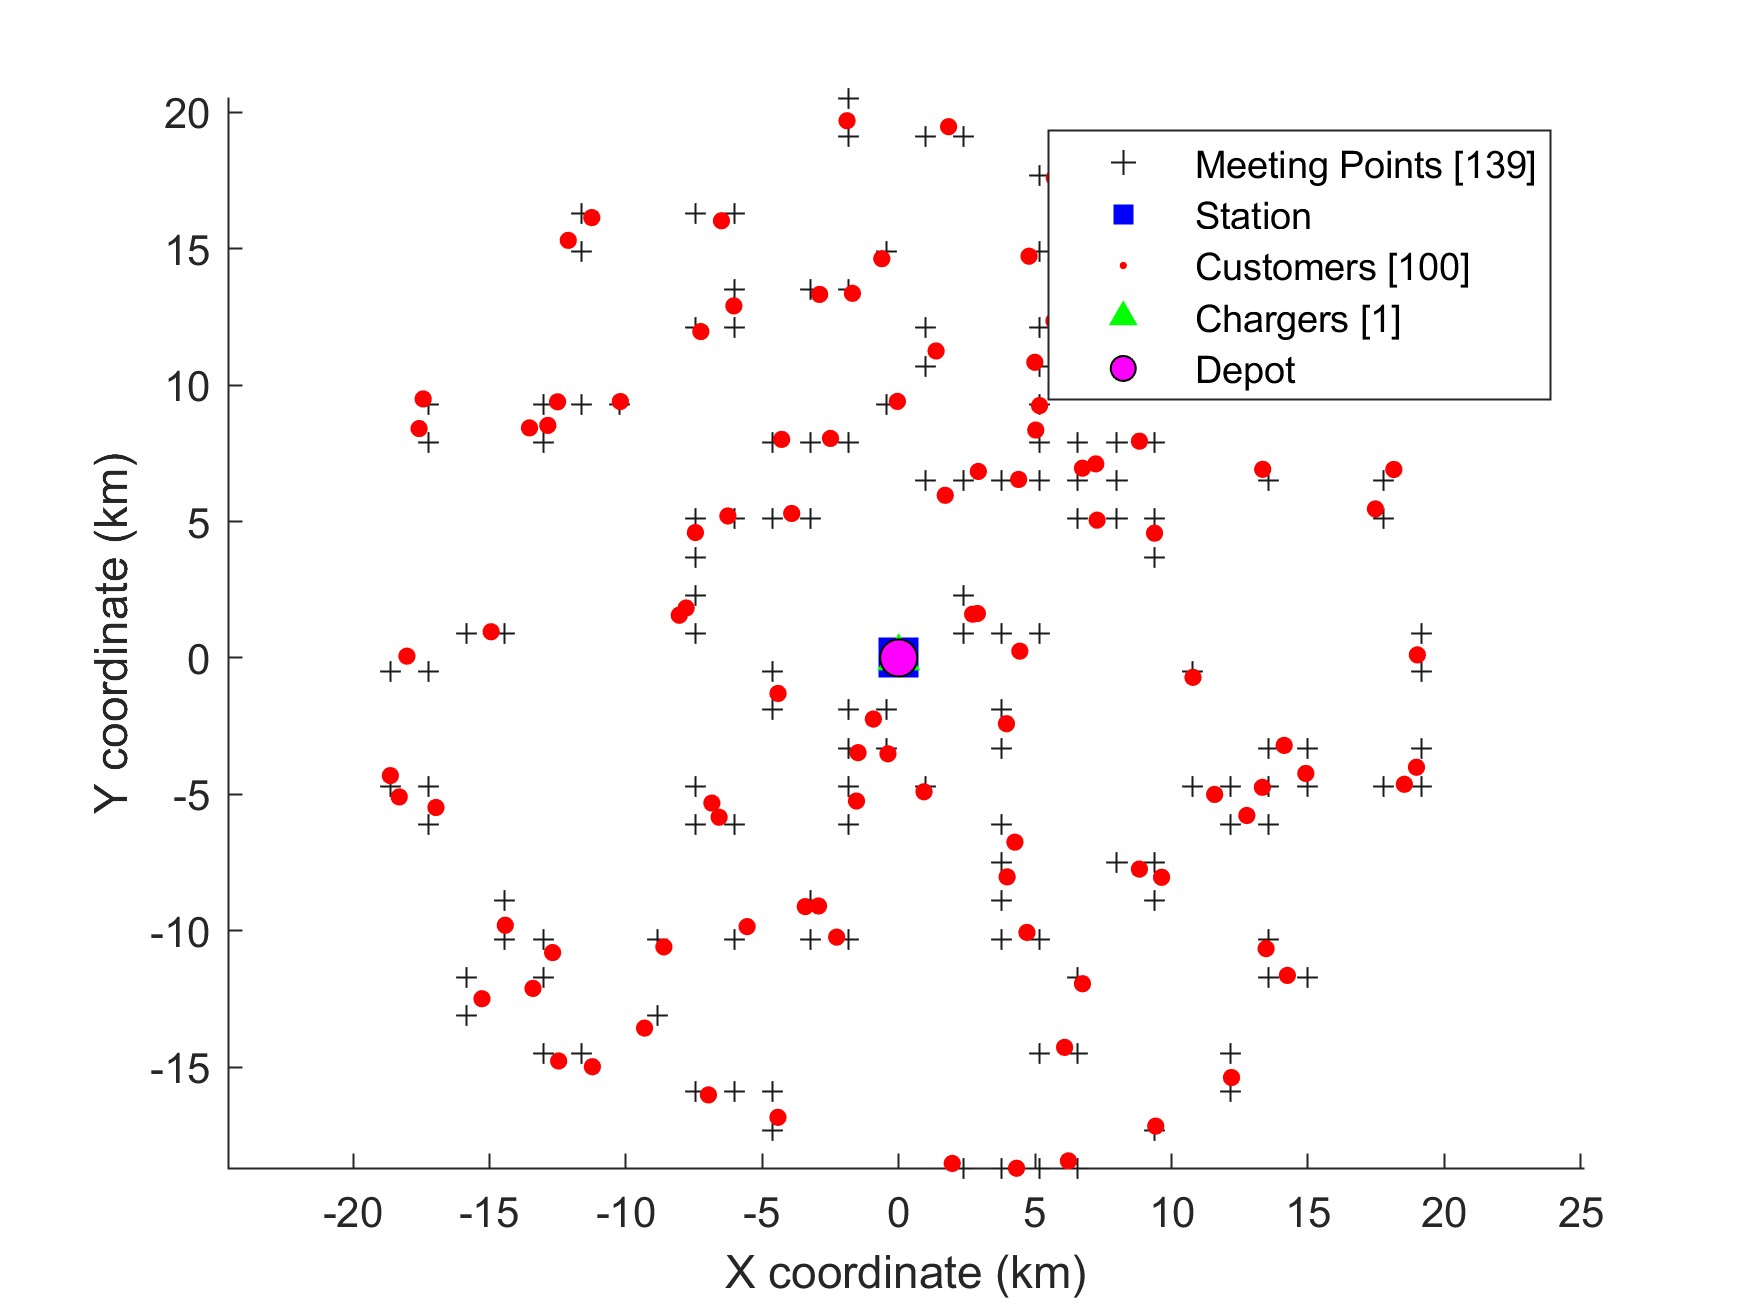 20
15
10
5
0
-5
-10
-15
Y coordinate (km)
Meeting Points [139]
Station
Customers [100]
Chargers [1]
Depot
-20 -15 -10 -5 0 5 10 15 20 25
X coordinate (km)